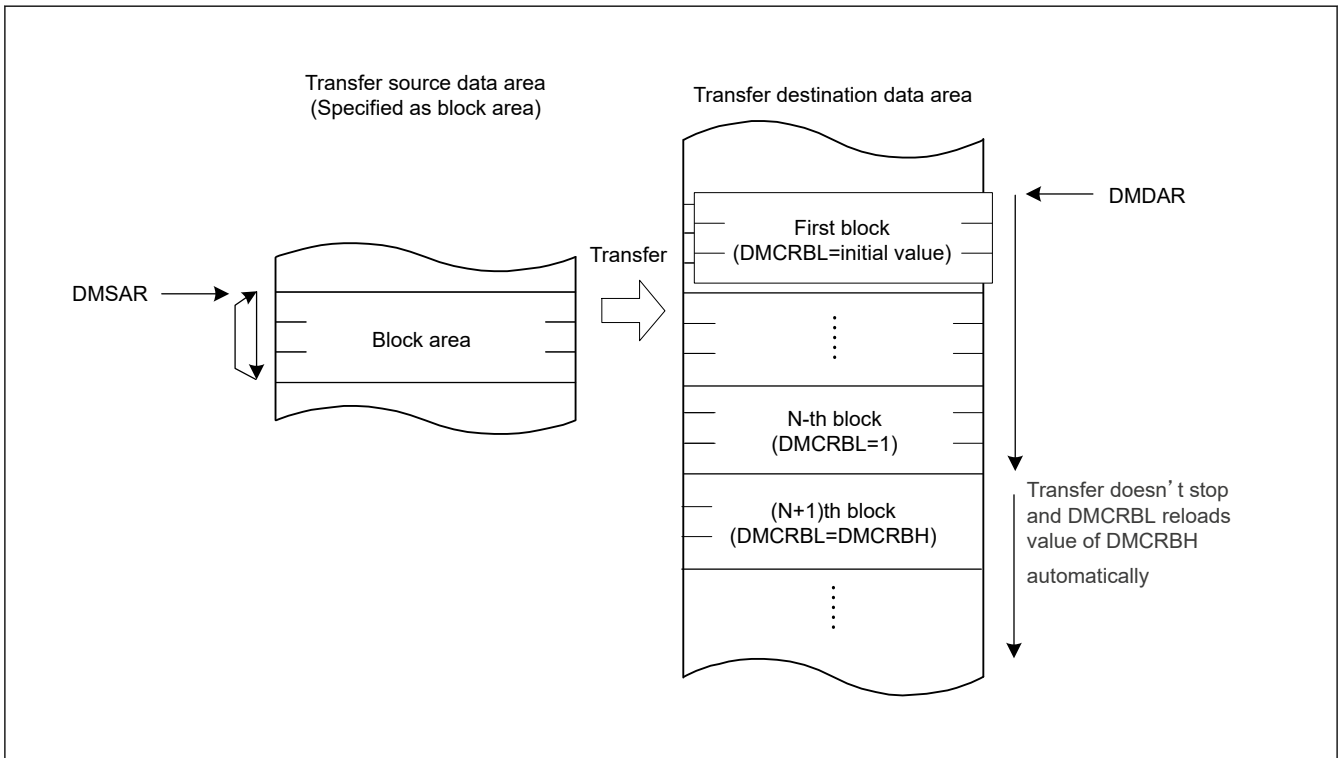 Transfer source data area
(Specified as block area)
Transfer destination data area
DMDAR
First block
(DMCRBL=initial value)
Transfer
DMSAR
Block area
N-th block
(DMCRBL=1)
(N+1)th block
(DMCRBL=DMCRBH)
Transfer doesn’t stop
and DMCRBL reloads
value of DMCRBH
automatically